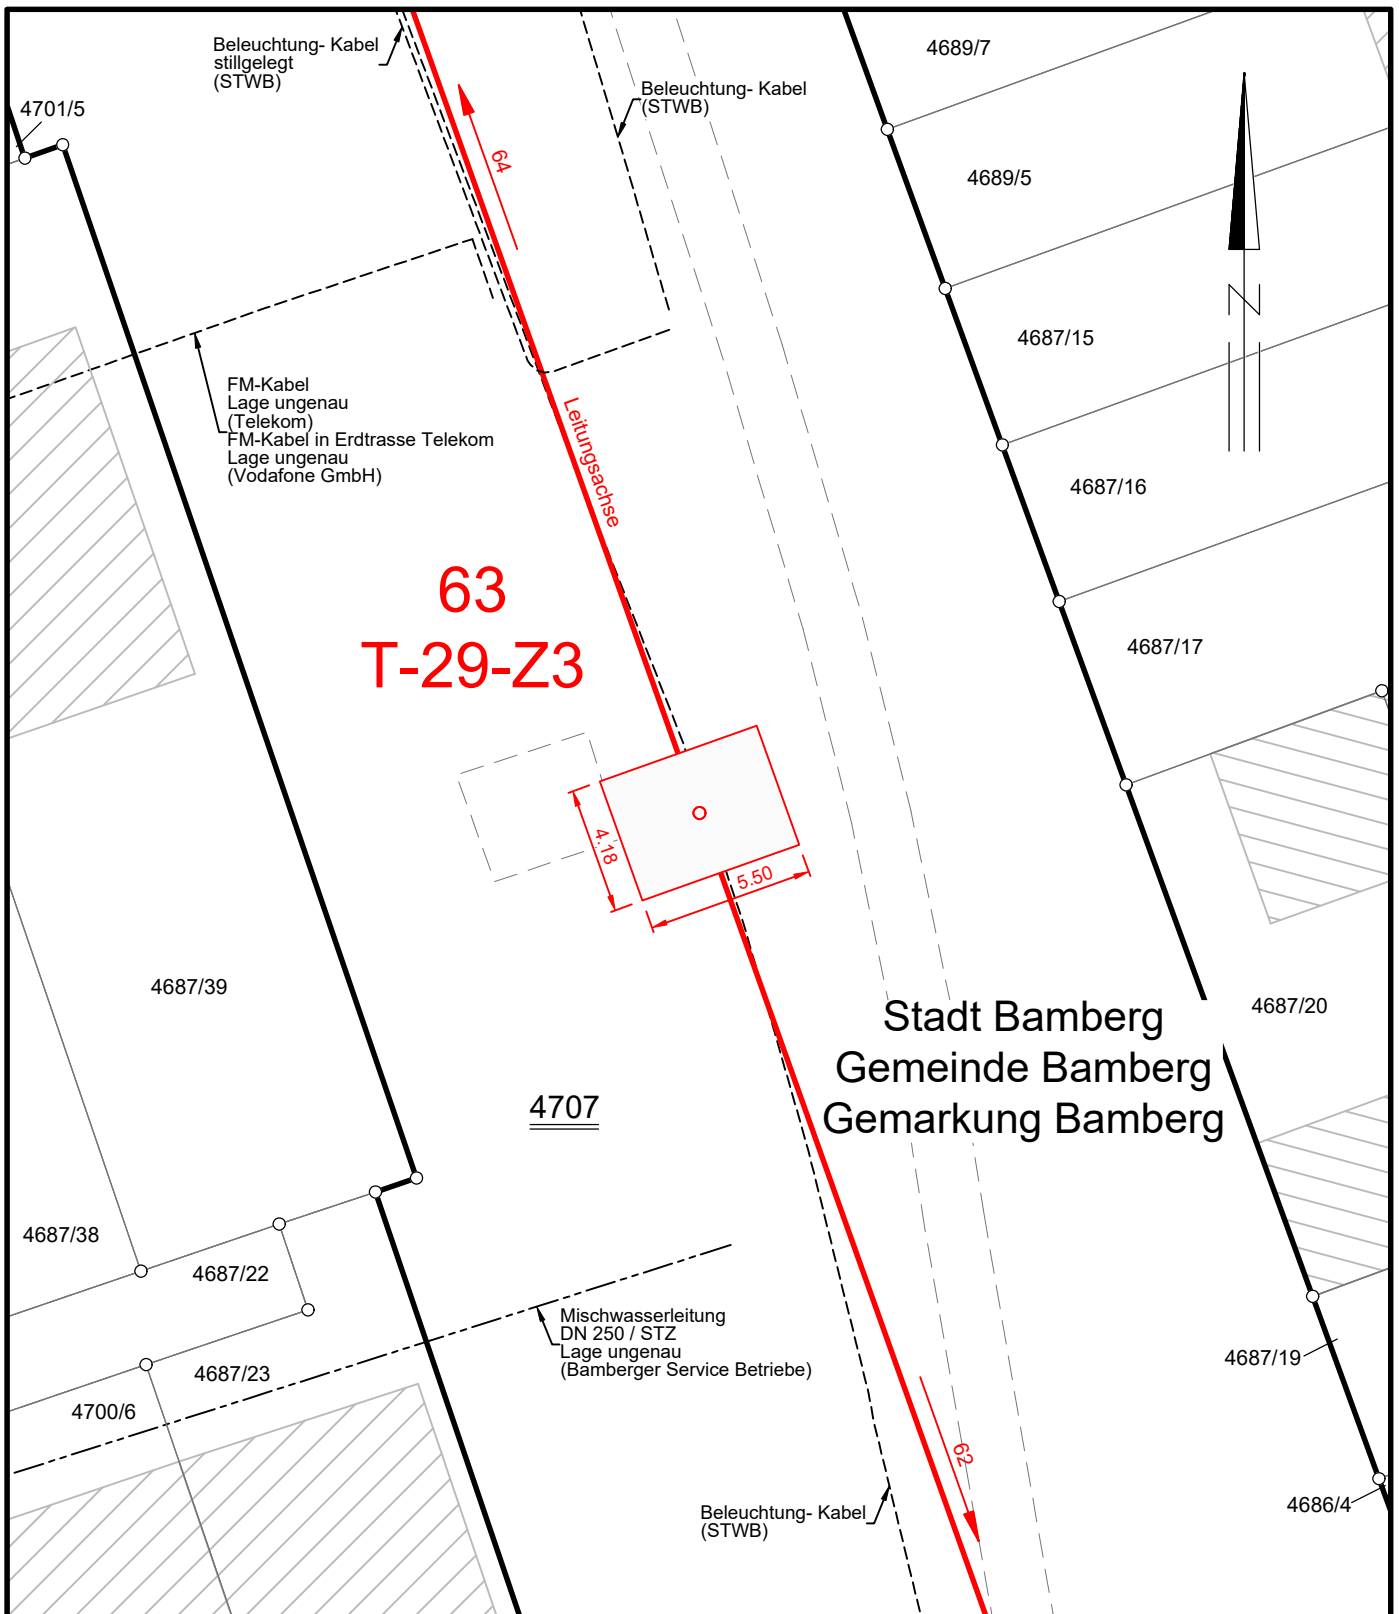 Beleuchtung- Kabel
stillgelegt
(STWB)
4689/7
Beleuchtung- Kabel
(STWB)
4701/5
64
4689/5
N
4687/15
FM-Kabel
Lage ungenau
(Telekom)
FM-Kabel in Erdtrasse Telekom
Lage ungenau
(Vodafone GmbH)
Leitungsachse
4687/16
63
T-29-Z3
4687/17
4.18
5.50
4687/39
Stadt Bamberg
Gemeinde Bamberg
Gemarkung Bamberg
4687/20
4707
4687/38
4687/22
Mischwasserleitung
DN 250 / STZ
Lage ungenau
(Bamberger Service Betriebe)
4687/19
4687/23
4700/6
62
Beleuchtung- Kabel
(STWB)
4686/4